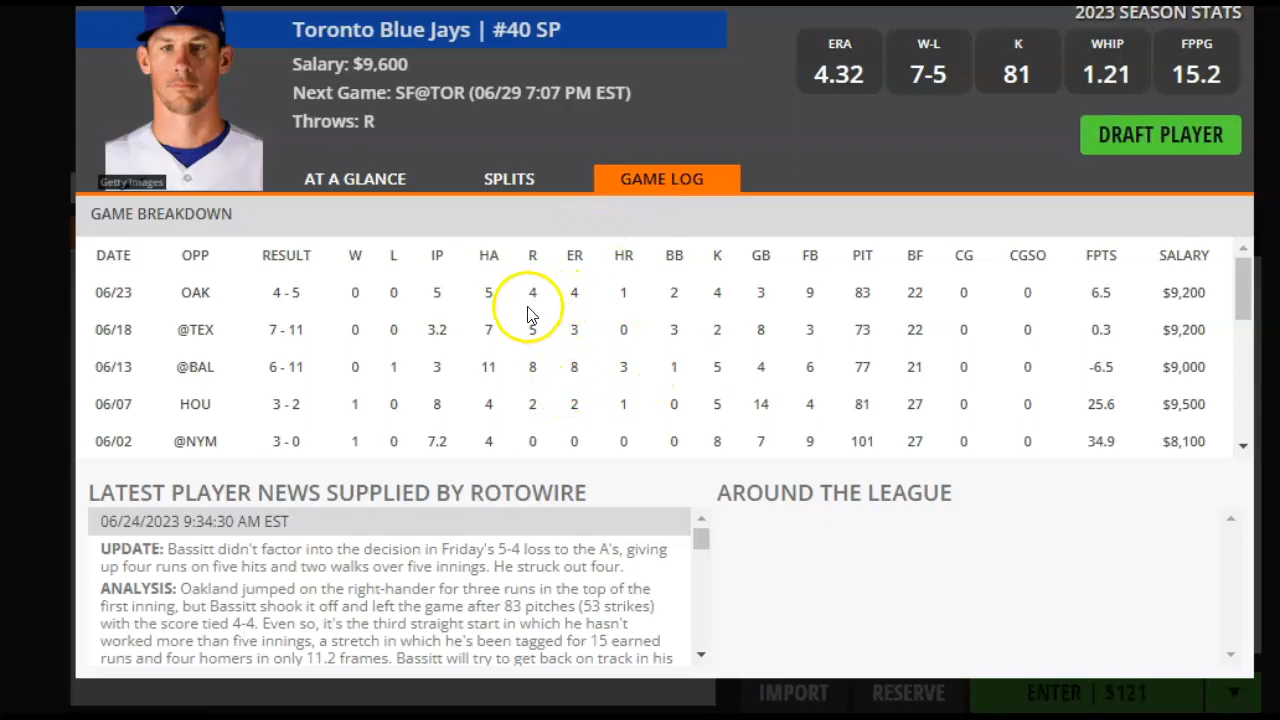 Toronto Blue Jays | #40 SP
Salary: $9,600
Next Game: SF@TOR (06/29 7:07 PM EST)
Throws: R
Getty Images
2023 SEASON STATS
ERA W-L K WHIP FPPG
4.32 7-5 81 1.21 15.2
DRAFT PLAYER
AT A GLANCE SPLITS GAME LOG
GAME BREAKDOWN
DATE OPP RESULT W L IP HA R ER HR BB K GB FB PIT BF CG CGSO FPTS SALARY
06/23 OAK 4 - 5 0 0 5 5 4 4 1 2 4 3 9 83 22 0 0 6.5 $9,200
06/18 @TEX 7 - 11 0 0 3.2 7 5 3 0 3 2 8 3 73 22 0 0 0.3 $9,200
06/13 @BAL 6 - 11 0 1 3 11 8 8 3 1 5 4 6 77 21 0 0 -6.5 $9,000
06/07 HOU 3 - 2 1 0 8 4 2 2 1 0 5 14 4 81 27 0 0 25.6 $9,500
06/02 @NYM 3 - 0 1 0 7.2 4 0 0 0 0 8 7 9 101 27 0 0 34.9 $8,100
LATEST PLAYER NEWS SUPPLIED BY ROTOWIRE
06/24/2023 9:34:30 AM EST
UPDATE: Bassitt didn't factor into the decision in Friday's 5-4 loss to the A's, giving
up four runs on five hits and two walks over five innings. He struck out four.
ANALYSIS: Oakland jumped on the right-hander for three runs in the top of the
first inning, but Bassitt shook it off and left the game after 83 pitches (53 strikes)
with the score tied 4-4. Even so, it's the third straight start in which he hasn't
worked more than five innings, a stretch in which he's been tagged for 15 earned
runs and four homers in only 11.2 frames. Bassitt will try to get back on track in his
AROUND THE LEAGUE
IMPORT RESERVE ENTER | $121